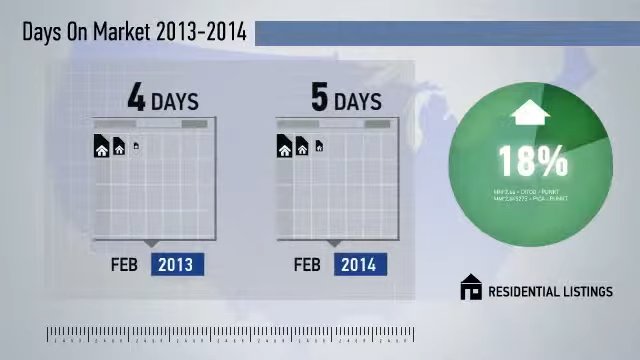 Days On Market 2013-2014
4 DAYS
5 DAYS
18%
FEB 2013
FEB 2014
RESIDENTIAL LISTINGS